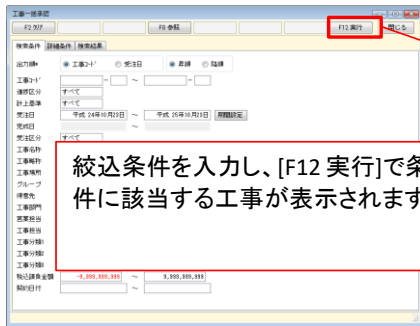 工事一括承認
F2 クリア F8 参照 F12 実行 閉じる
検索条件 詳細条件 検索結果
出力順* 工事コード 受注日 昇順 降順
工事コード - ~ -
進捗区分 すべて
計上基準 すべて
受注日 平成 24年10月29日 ~ 平成 25年10月21日 期間設定
完成日 ~
受注区分 すべて
工事名称
工事略称
工事場所
グループ
得意先
工事部門
営業担当
工事担当
工事分類1
工事分類2
工事分類3
税込請負金額 -9,999,999,999 ~ 9,999,999,999
契約日付 ~
絞込条件を入力し、[F12 実行]で条
件に該当する工事が表示されます